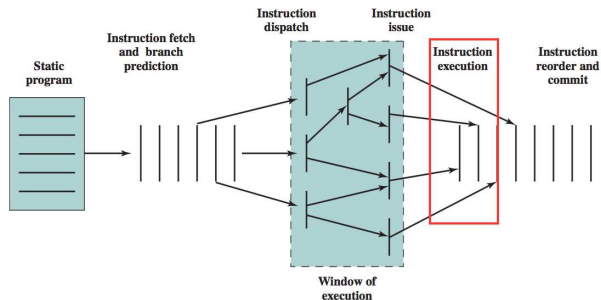 Static
program
Instruction fetch
and branch
prediction
Instruction
dispatch
Instruction
issue
Instruction
execution
Instruction
reorder and
commit
Window of
execution